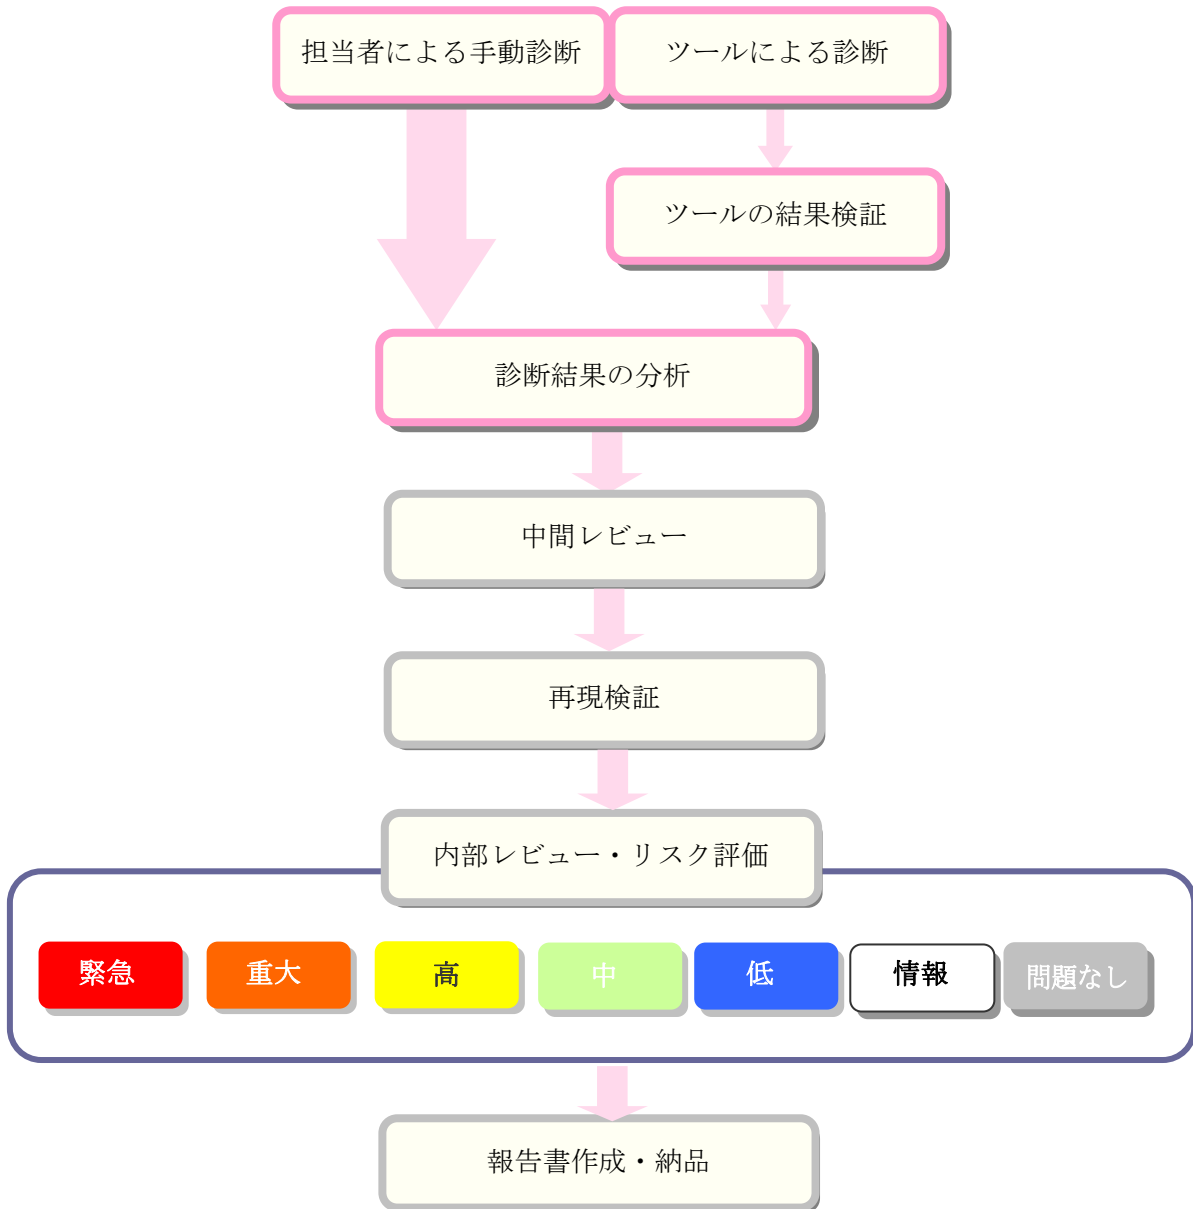 担当者による手動診断
ツールによる診断
ツールの結果検証
診断結果の分析
中間レビュー
再現検証
内部レビュー・リスク評価
緊急
重大
高
中
低
情報
問題なし
報告書作成・納品